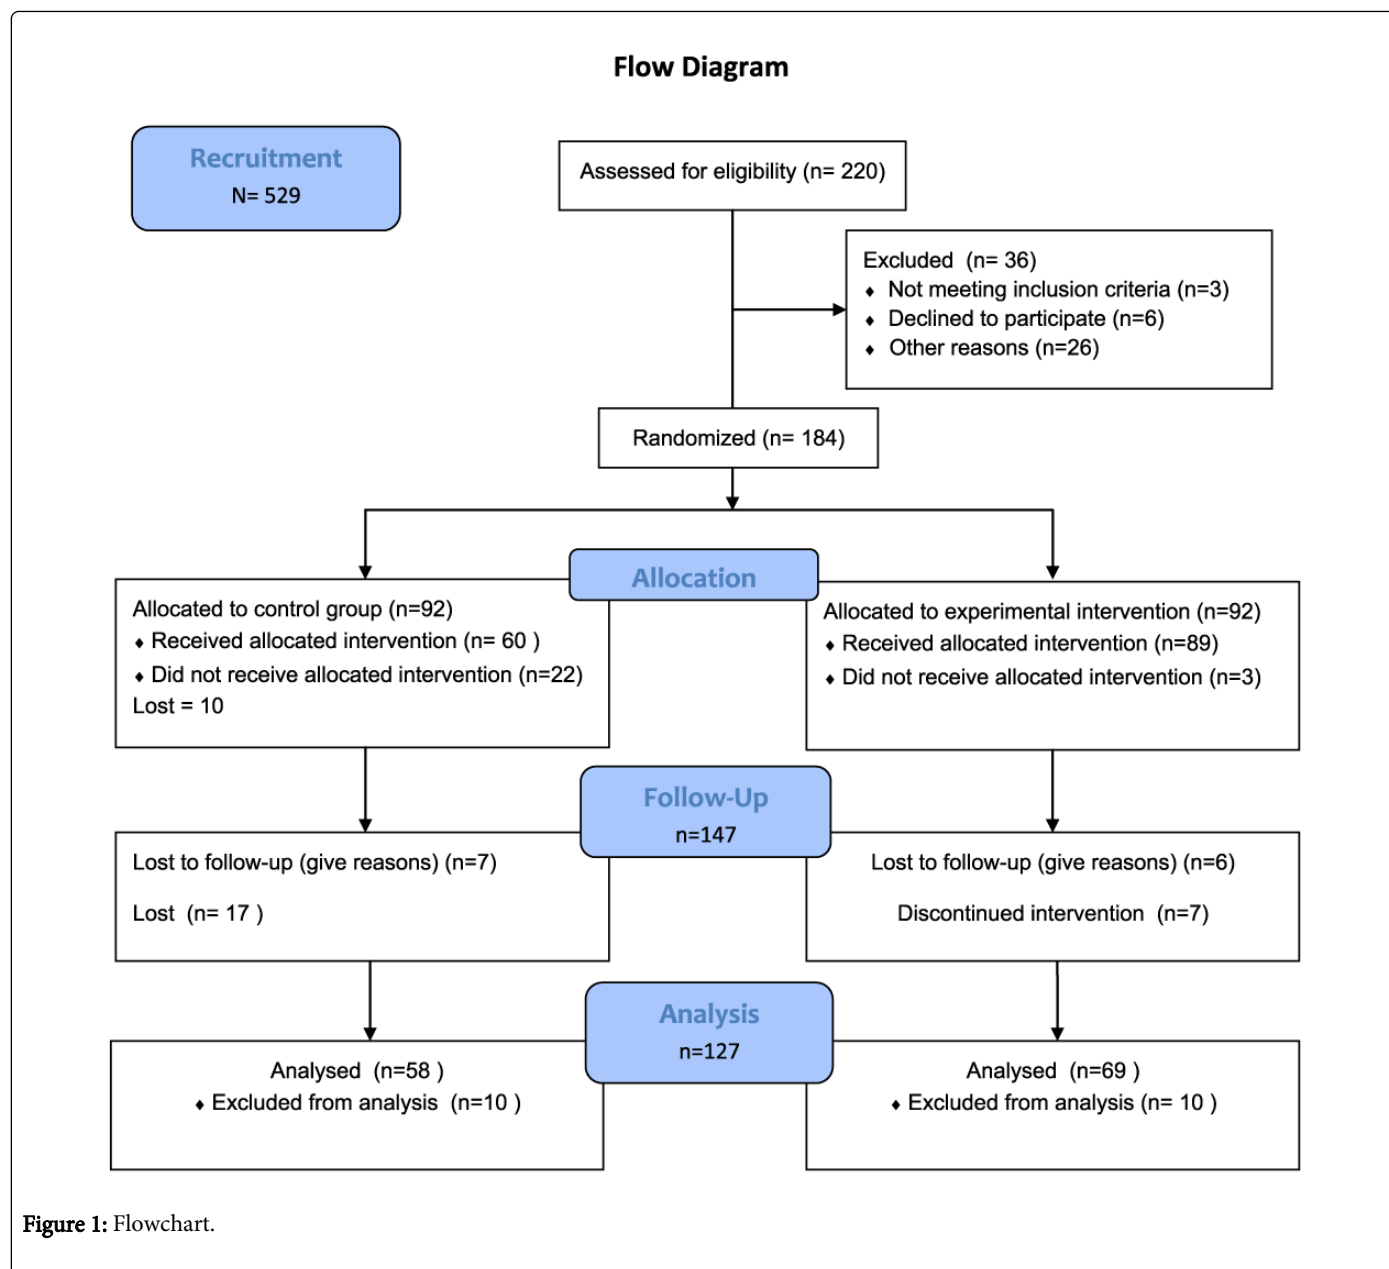 Flow Diagram
Recruitment
N= 529
Assessed for eligibility (n= 220)
Excluded (n= 36)
♦ Not meeting inclusion criteria (n=3)
♦ Declined to participate (n=6)
♦ Other reasons (n=26)
Randomized (n= 184)
Allocation
Allocated to control group (n=92)
♦ Received allocated intervention (n= 60 )
♦ Did not receive allocated intervention (n=22)
Lost = 10
Allocated to experimental intervention (n=92)
♦ Received allocated intervention (n=89)
♦ Did not receive allocated intervention (n=3)
Follow-Up
n=147
Lost to follow-up (give reasons) (n=7)
Lost (n= 17 )
Lost to follow-up (give reasons) (n=6)
Discontinued intervention (n=7)
Analysis
n=127
Analysed (n=58 )
♦ Excluded from analysis (n=10 )
Analysed (n=69 )
♦ Excluded from analysis (n= 10 )
Figure 1: Flowchart.